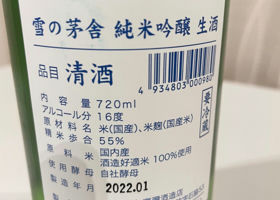 雪の茅舎 純米吟醸 生酒
品目 清酒
4 934803 000980
要冷蔵
内容量 720ml
アルコール分 16度
原材料名 米(国産)、米麹(国産米)
精米歩合 55%
原料米 国内産
酒造好適米 100%使用
使用酵母 自社酵母
製造年月 2022.01
酒造店